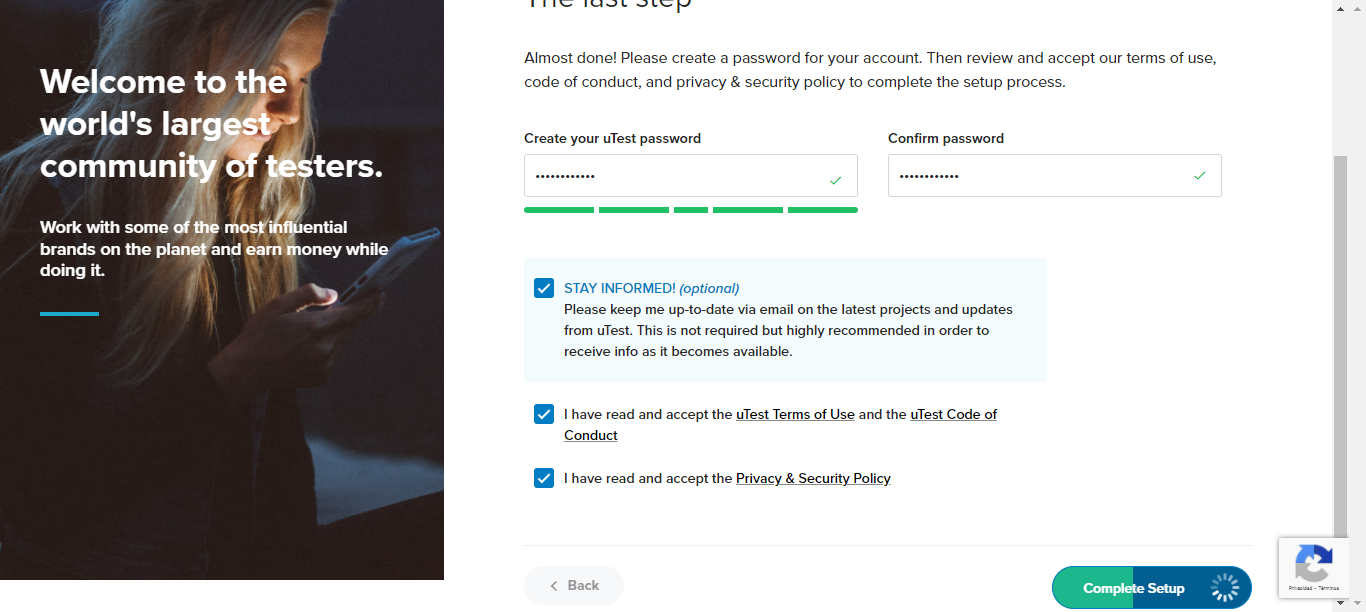 The last step
Welcome to the
world's largest
community of testers.
Work with some of the most influential
brands on the planet and earn money while
doing it.
Almost done! Please create a password for your account. Then review and accept our terms of use,
code of conduct, and privacy & security policy to complete the setup process.
Create your uTest password
Confirm password
••••••••••••
••••••••••••
STAY INFORMED! (optional)
Please keep me up-to-date via email on the latest projects and updates
from uTest. This is not required but highly recommended in order to
receive info as it becomes available.
I have read and accept the uTest Terms of Use and the uTest Code of
Conduct
I have read and accept the Privacy & Security Policy
Back
Complete Setup
Privacidad - Términos